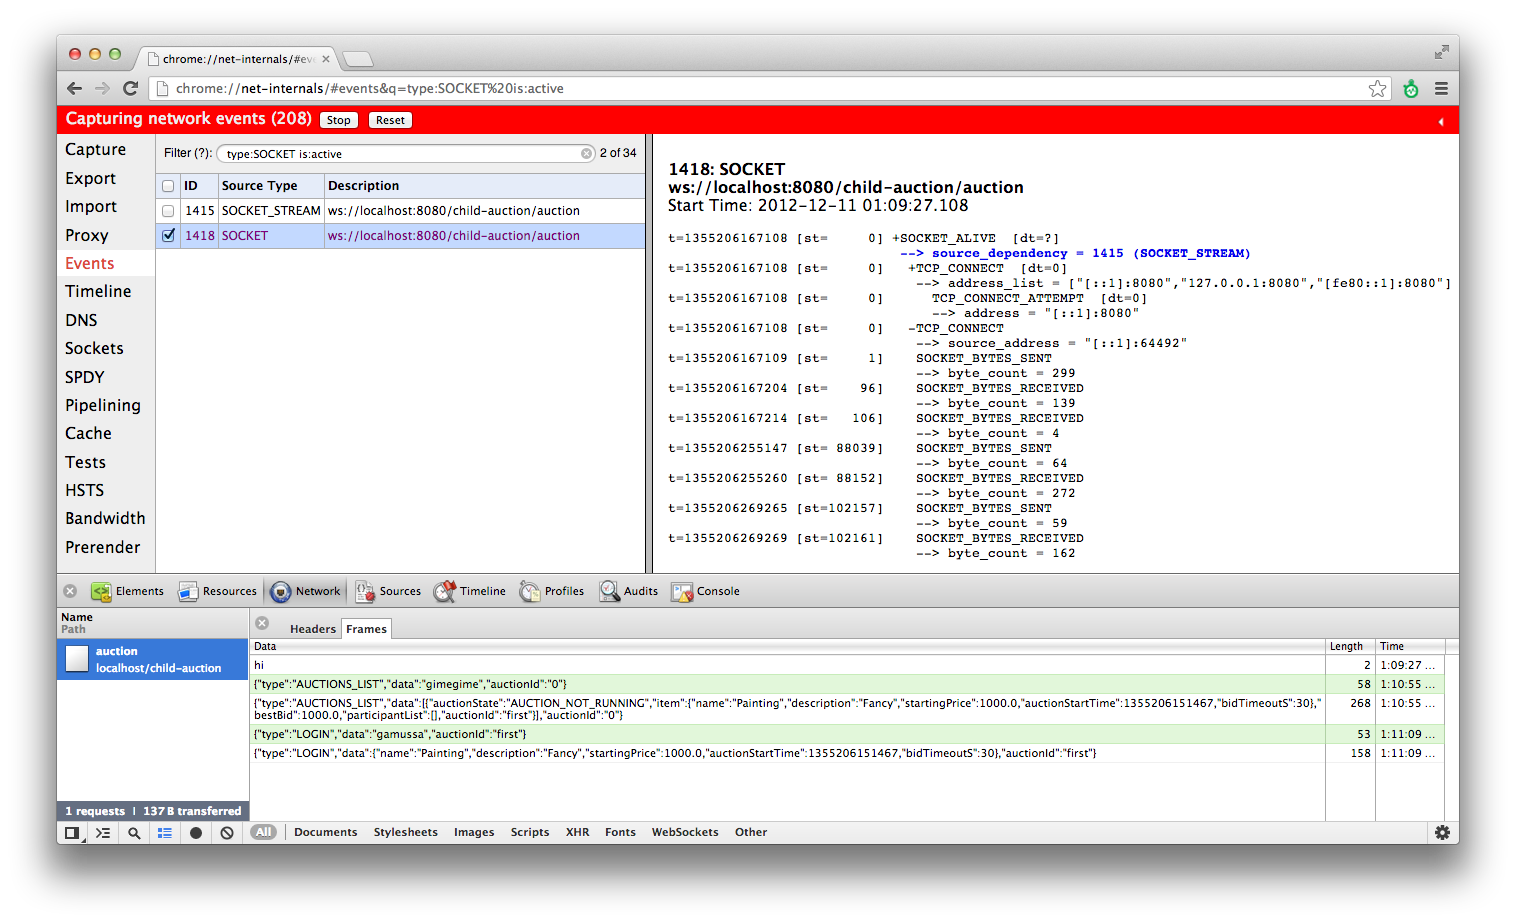 chrome://net-internals/#eve
chrome://net-internals/#events&q=type:SOCKET%20is:active
Capturing network events (208) Stop Reset
Capture
Export
Import
Proxy
Events
Timeline
DNS
Sockets
SPDY
Pipelining
Cache
Tests
HSTS
Bandwidth
Prerender
Filter (?): type:SOCKET is:active 2 of 34
ID Source Type Description
1415 SOCKET_STREAM ws://localhost:8080/child-auction/auction
1418 SOCKET ws://localhost:8080/child-auction/auction
1418: SOCKET
ws://localhost:8080/child-auction/auction
Start Time: 2012-12-11 01:09:27.108
t=1355206167108 [st=     0] +SOCKET_ALIVE  [dt=?]
--> source_dependency = 1415 (SOCKET_STREAM)
t=1355206167108 [st=     0]   +TCP_CONNECT  [dt=0]
--> address_list = ["[::1]:8080","127.0.0.1:8080","[fe80::1]:8080"]
t=1355206167108 [st=     0]      TCP_CONNECT_ATTEMPT  [dt=0]
--> address = "[::1]:8080"
t=1355206167108 [st=     0]   -TCP_CONNECT
--> source_address = "[::1]:64492"
t=1355206167109 [st=     1]    SOCKET_BYTES_SENT
--> byte_count = 299
t=1355206167204 [st=    96]    SOCKET_BYTES_RECEIVED
--> byte_count = 139
t=1355206167214 [st=   106]    SOCKET_BYTES_RECEIVED
--> byte_count = 4
t=1355206255147 [st= 88039]    SOCKET_BYTES_SENT
--> byte_count = 64
t=1355206255260 [st= 88152]    SOCKET_BYTES_RECEIVED
--> byte_count = 272
t=1355206269265 [st=102157]    SOCKET_BYTES_SENT
--> byte_count = 59
t=1355206269269 [st=102161]    SOCKET_BYTES_RECEIVED
--> byte_count = 162
Elements Resources Network Sources Timeline Profiles Audits Console
Name
Path
auction
localhost/child-auction
1 requests | 137 B transferred
Headers Frames
Data Length Time
hi 2 1:09:27 ...
{"type":"AUCTIONS_LIST","data":"gimegime","auctionId":"0"} 58 1:10:55 ...
{"type":"AUCTIONS_LIST","data":[{"auctionState":"AUCTION_NOT_RUNNING","item":{"name":"Painting","description":"Fancy","startingPrice":1000.0,"auctionStartTime":1355206151467,"bidTimeoutS":30}," 268 1:10:55 ...
bestBid":1000.0,"participantList":[],"auctionId":"first"}],"auctionId":"0"}
{"type":"LOGIN","data":"gamussa","auctionId":"first"} 53 1:11:09 ...
{"type":"LOGIN","data":{"name":"Painting","description":"Fancy","startingPrice":1000.0,"auctionStartTime":1355206151467,"bidTimeoutS":30},"auctionId":"first"} 158 1:11:09 ...
All Documents Stylesheets Images Scripts XHR Fonts WebSockets Other